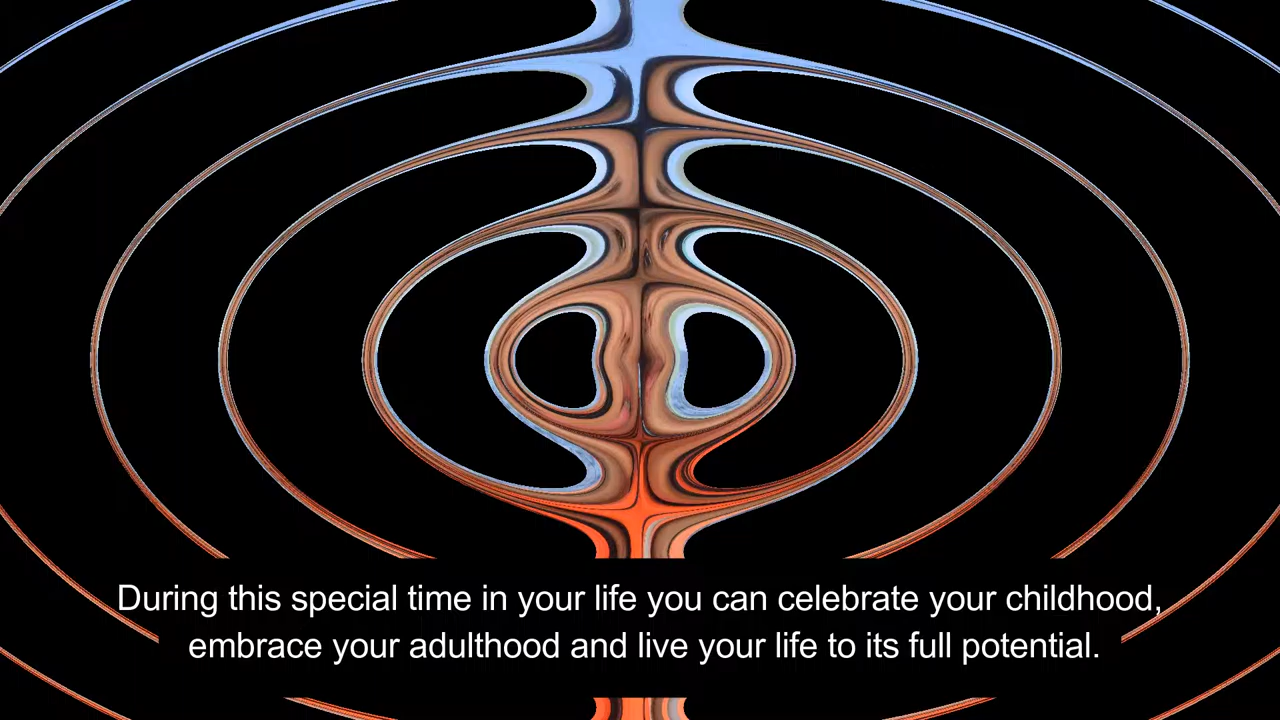 During this special time in your life you can celebrate your childhood,
embrace your adulthood and live your life to its full potential.